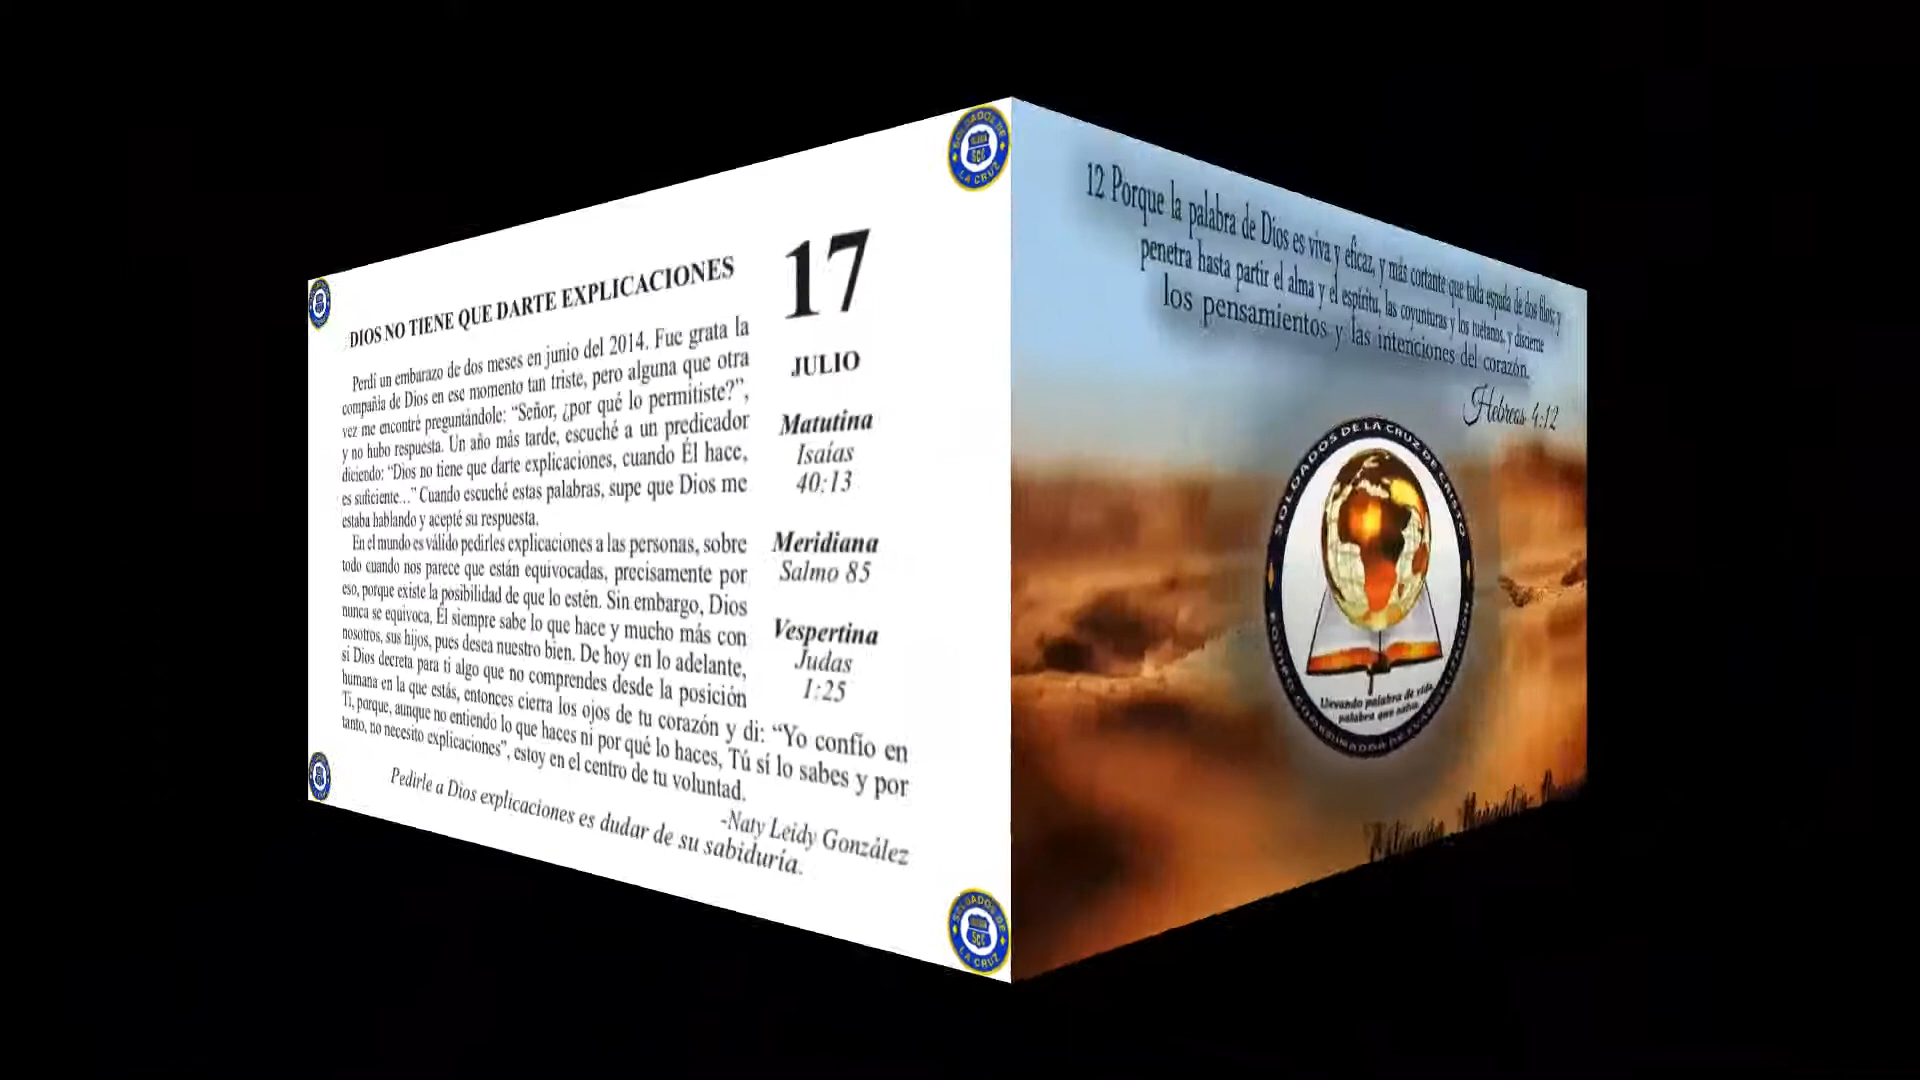 DIOS NO TIENE QUE DARTE EXPLICACIONES
Perdí un embarazo de dos meses en junio del 2014. Fue grata la
compañía de Dios en ese momento tan triste, pero alguna que otra
vez me encontré preguntándole: “Señor, ¿por qué lo permitiste?”,
y no hubo respuesta. Un año más tarde, escuché a un predicador
diciendo: “Dios no tiene que darte explicaciones, cuando Él hace,
es suficiente...” Cuando escuché estas palabras, supe que Dios me
estaba hablando y acepté su respuesta.
En el mundo es válido pedirles explicaciones a las personas, sobre
todo cuando nos parece que están equivocadas, precisamente por
eso, porque existe la posibilidad de que lo estén. Sin embargo, Dios
nunca se equivoca, Él siempre sabe lo que hace y mucho más con
nosotros, sus hijos, pues desea nuestro bien. De hoy en lo adelante,
si Dios decreta para ti algo que no comprendes desde la posición
humana en la que estás, entonces cierra los ojos de tu corazón y di: “Yo confío en
Ti, porque, aunque no entiendo lo que haces ni por qué lo haces, Tú sí lo sabes y por
tanto, no necesito explicaciones”, estoy en el centro de tu voluntad.
-Naty Leidy González
Pedirle a Dios explicaciones es dudar de su sabiduría.
17
JULIO
Matutina
Isaías
40:13
Meridiana
Salmo 85
Vespertina
Judas
1:25
SOLDADOS DE
IGLESIA
SCC
LA CRUZ
SOLDADOS DE
IGLESIA
SCC
LA CRUZ
12 Porque la palabra de Dios es viva y eficaz, y más cortante que toda espada de dos filos; y
penetra hasta partir el alma y el espíritu, las coyunturas y los tuétanos, y discierne
los pensamientos y las intenciones del corazón.
Hebreos 4:12
SOLDADOS DE LA CRUZ DE CRISTO
EQUIPO COORDINADOR DE EVANGELIZACIÓN
Llevando palabra de vida,
palabra que salva.